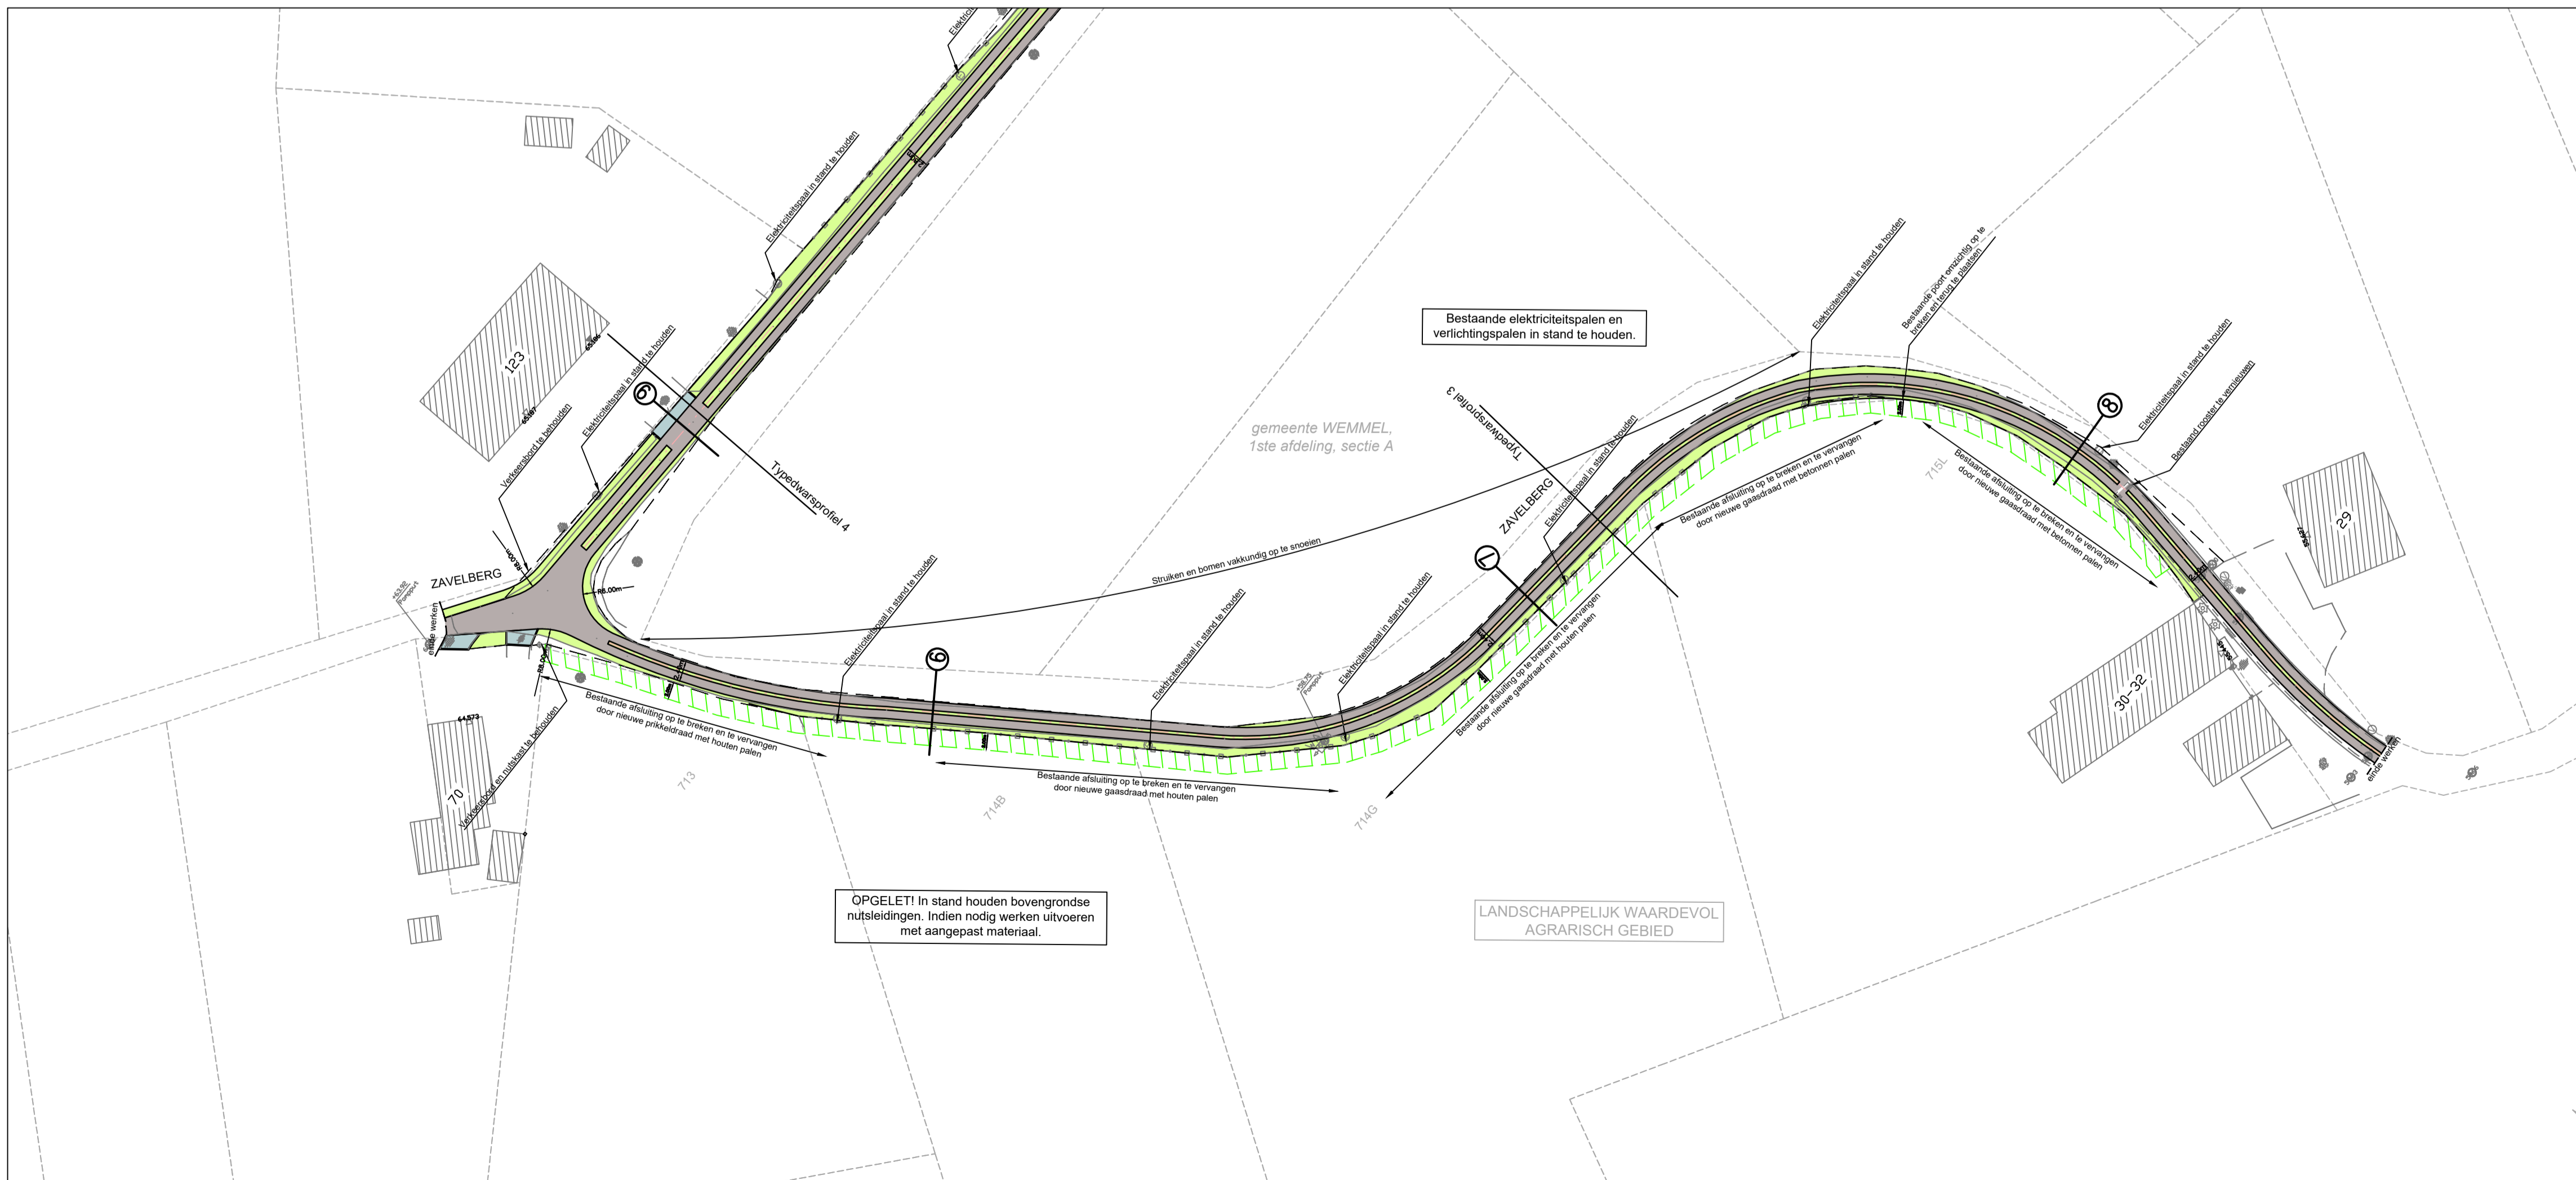 Elektriciteitspaal in stand te houden
Elektriciteitspaal in stand te houden
Verkeersbord te behouden
123
Typedwarsprofiel 4
ZAVELBERG
einde werken
R8.00m
R6.00m
R8.00m
+63.92
64.573
70
Verkeersbord en nutskast te behouden
Bestaande afsluiting op te breken en te vervangen
door nieuwe prikkeldraad met houten palen
713
Elektriciteitspaal in stand te houden
6
Elektriciteitspaal in stand te houden
Bestaande afsluiting op te breken en te vervangen
door nieuwe gaasdraad met houten palen
714B
OPGELET! In stand houden bovengrondse
nutsleidingen. Indien nodig werken uitvoeren
met aangepast materiaal.
Struiken en bomen vakkundig op te snoeien
gemeente WEMMEL,
1ste afdeling, sectie A
Bestaande elektriciteitspalen en
verlichtingspalen in stand te houden.
Typedwarsprofiel 3
Elektriciteitspaal in stand te houden
7
ZAVELBERG
Elektriciteitspaal in stand te houden
Bestaande afsluiting op te breken en te vervangen
door nieuwe gaasdraad met houten palen
714G
Bestaande afsluiting op te breken en te vervangen
door nieuwe gaasdraad met betonnen palen
Elektriciteitspaal in stand te houden
Bestaande poort omzichtig op te
breken en terug te plaatsen
8
Elektriciteitspaal in stand te houden
Bestaand rooster te vernieuwen
Bestaande afsluiting op te breken en te vervangen
door nieuwe gaasdraad met betonnen palen
715L
29
30-32
einde werken
LANDSCHAPPELIJK WAARDEVOL
AGRARISCH GEBIED